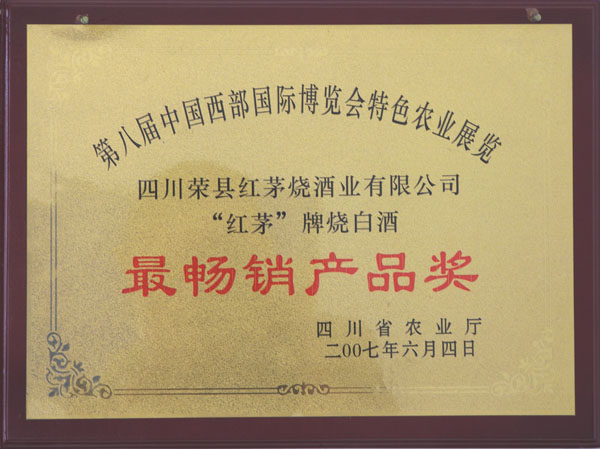 第八届中国西部国际博览会特色农业展览
四川荣县红茅烧酒业有限公司
“红茅”牌烧白酒
最畅销产品奖
四川省农业厅
二00七年六月四日